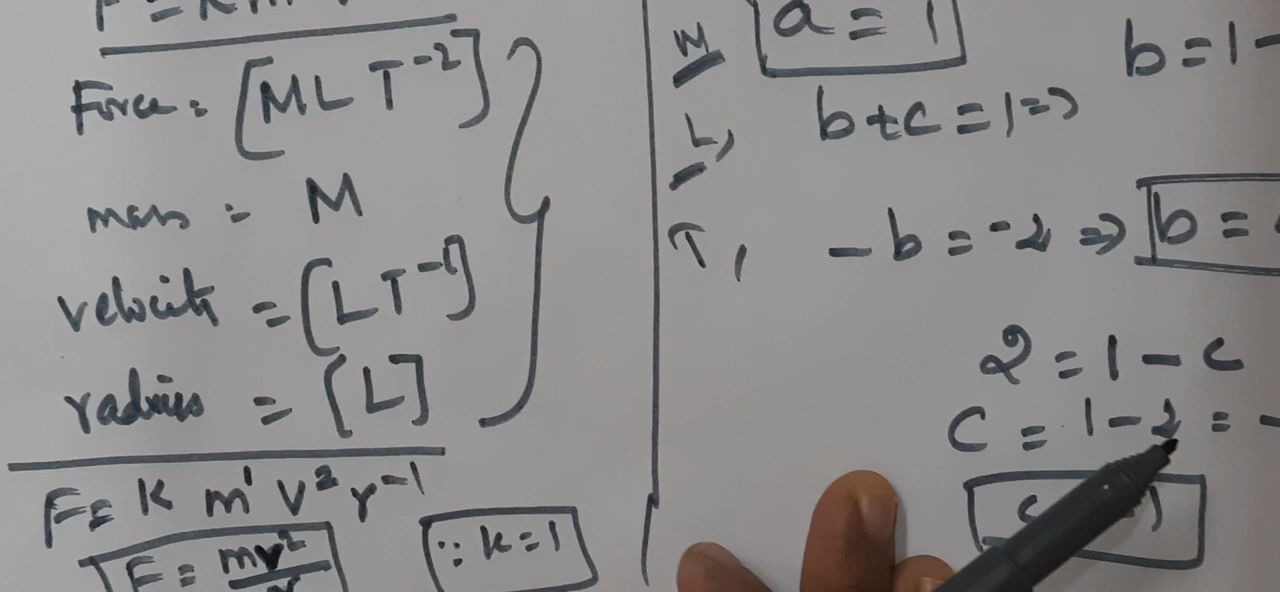 Force = [MLT⁻²]
mass = M
velocity = [LT⁻¹]
radius = [L]
F = K m¹ v² r⁻¹
F = mv²/r
∵ k=1
M
a = 1
L,
b+c=1=>
b=1-
T,
-b=-2 =>
b=
2=1-c
c=1-2=-